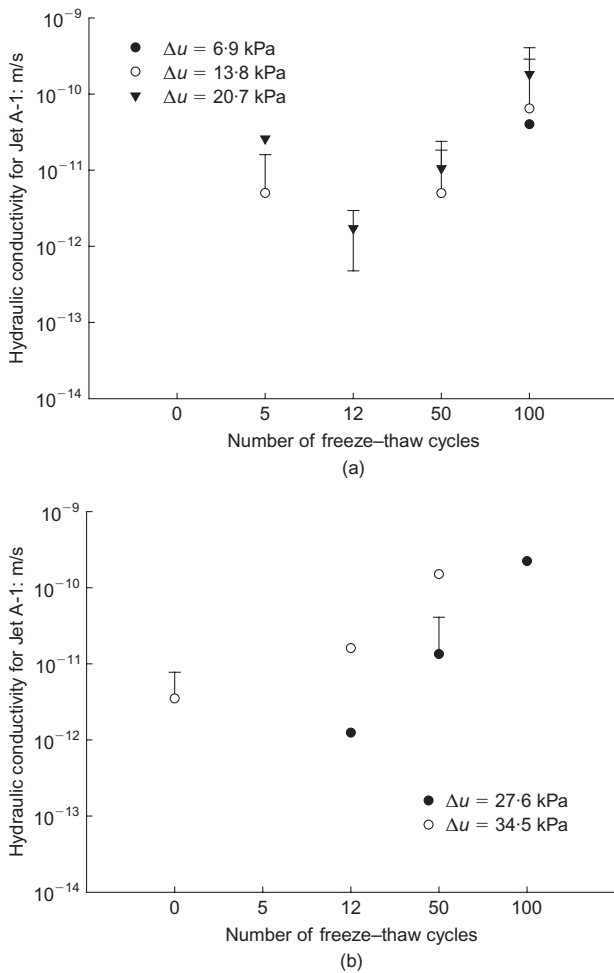 Hydraulic conductivity for Jet A-1: m/s
10⁻⁹
10⁻¹⁰
10⁻¹¹
10⁻¹²
10⁻¹³
10⁻¹⁴
Δu = 6·9 kPa
Δu = 13·8 kPa
Δu = 20·7 kPa
0 5 12 50 100
Number of freeze–thaw cycles
(a)
Hydraulic conductivity for Jet A-1: m/s
10⁻⁹
10⁻¹⁰
10⁻¹¹
10⁻¹²
10⁻¹³
10⁻¹⁴
Δu = 27·6 kPa
Δu = 34·5 kPa
0 5 12 50 100
Number of freeze–thaw cycles
(b)